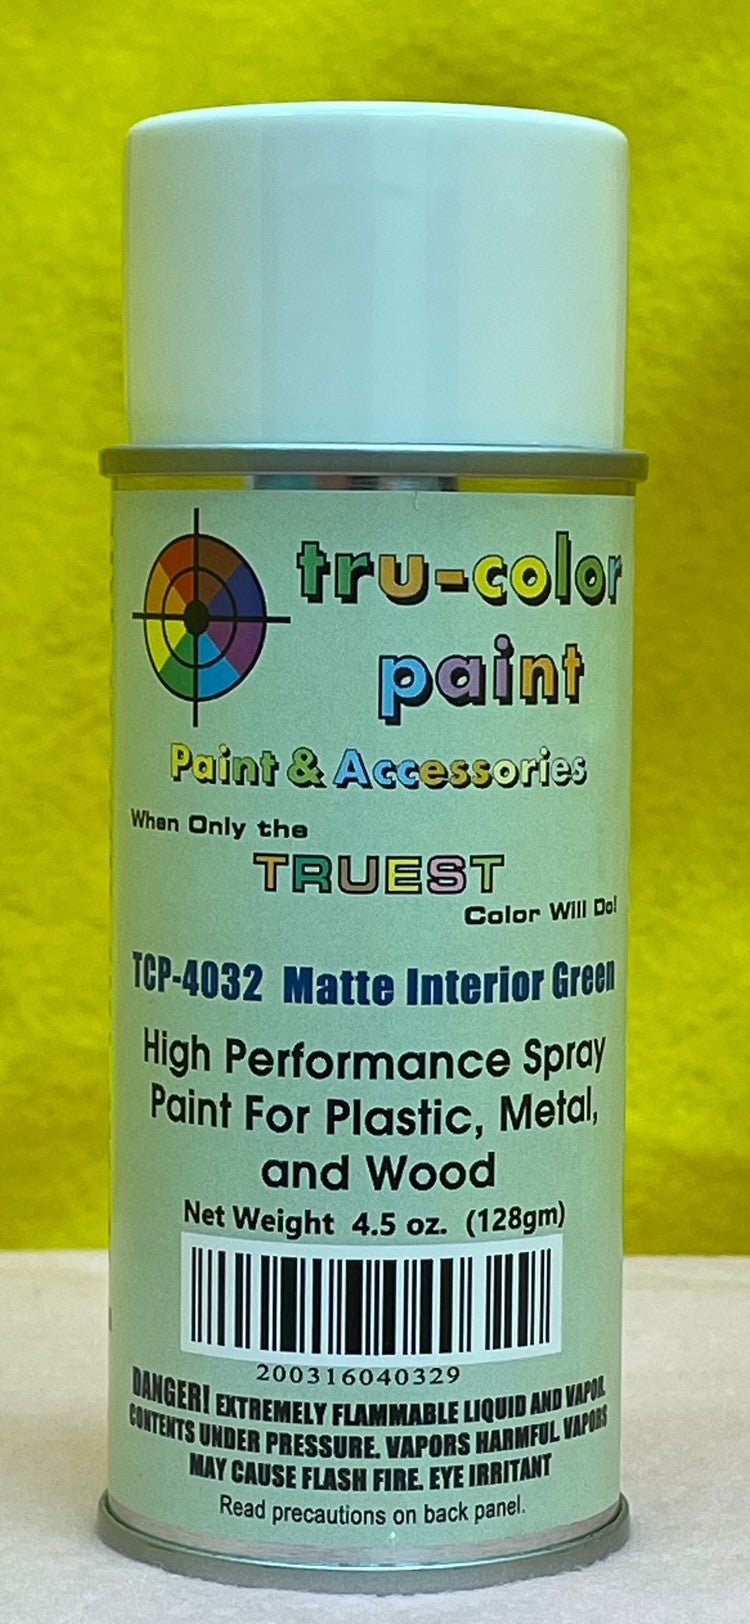 tru-color
paint
Paint & Accessories
When Only the
TRUEST
Color Will Do!
TCP-4032 Matte Interior Green
High Performance Spray
Paint For Plastic, Metal,
and Wood
Net Weight 4.5 oz. (128gm)
200316040329
DANGER! EXTREMELY FLAMMABLE LIQUID AND VAPOR.
CONTENTS UNDER PRESSURE. VAPORS HARMFUL. VAPORS
MAY CAUSE FLASH FIRE. EYE IRRITANT
Read precautions on back panel.